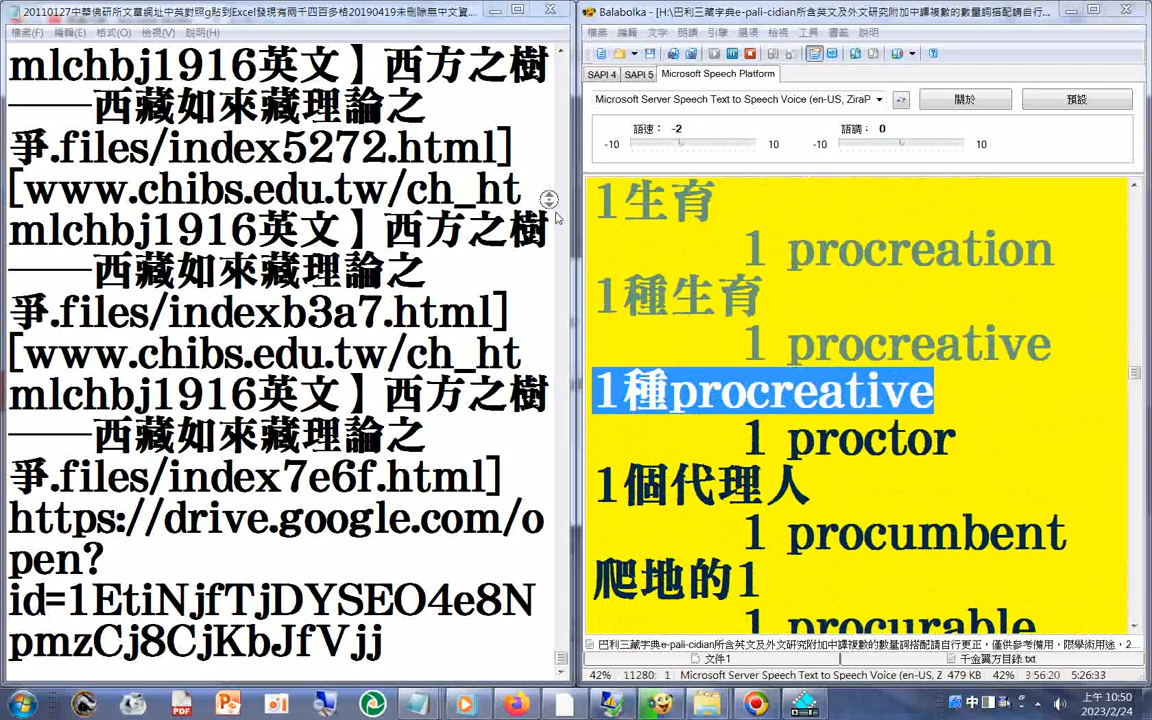 20110127中華佛研所文章網址中英對照g點到Excel發現有兩千四百多格20190419未刪除無中文資...
檔案(F) 編輯(E) 格式(O) 檢視(V) 說明(H)
mlchbj1916英文】西方之樹
——西藏如來藏理論之
爭.files/index5272.html]
[www.chibs.edu.tw/ch_ht
mlchbj1916英文】西方之樹
——西藏如來藏理論之
爭.files/indexb3a7.html]
[www.chibs.edu.tw/ch_ht
mlchbj1916英文】西方之樹
——西藏如來藏理論之
爭.files/index7e6f.html]
https://drive.google.com/o
pen?
id=1EtiNjfTjDYSEO4e8N
pmzCj8CjKbJfVjj
Balabolka - [H:\巴利三藏字典e-pali-cidian所含英文及外文研究附加中譯複數的數量詞搭配請自行...
檔案 編輯 文字 朗讀 引擎 選項 檢視 工具 書籤 說明
SAPI 4 SAPI 5 Microsoft Speech Platform
Microsoft Server Speech Text to Speech Voice (en-US, ZiraP 關於 預設
語速： -2 語調： 0
-10 10 -10 10
1生育
1 procreation
1種生育
1 procreative
1種procreative
1 proctor
1個代理人
1 procumbent
爬地的1
1 procurable
巴利三藏字典e-pali-cidian所含英文及外文研究附加中譯複數的數量詞搭配請自行更正，僅供參考備用，限學術用途，2...
文件1 千金翼方目錄.txt
42% 11280: 1 Microsoft Server Speech Text to Speech Voice (en-US, Z 479 KB 42% 3:56:20 5:26:33
中
上午 10:50
2023/2/24